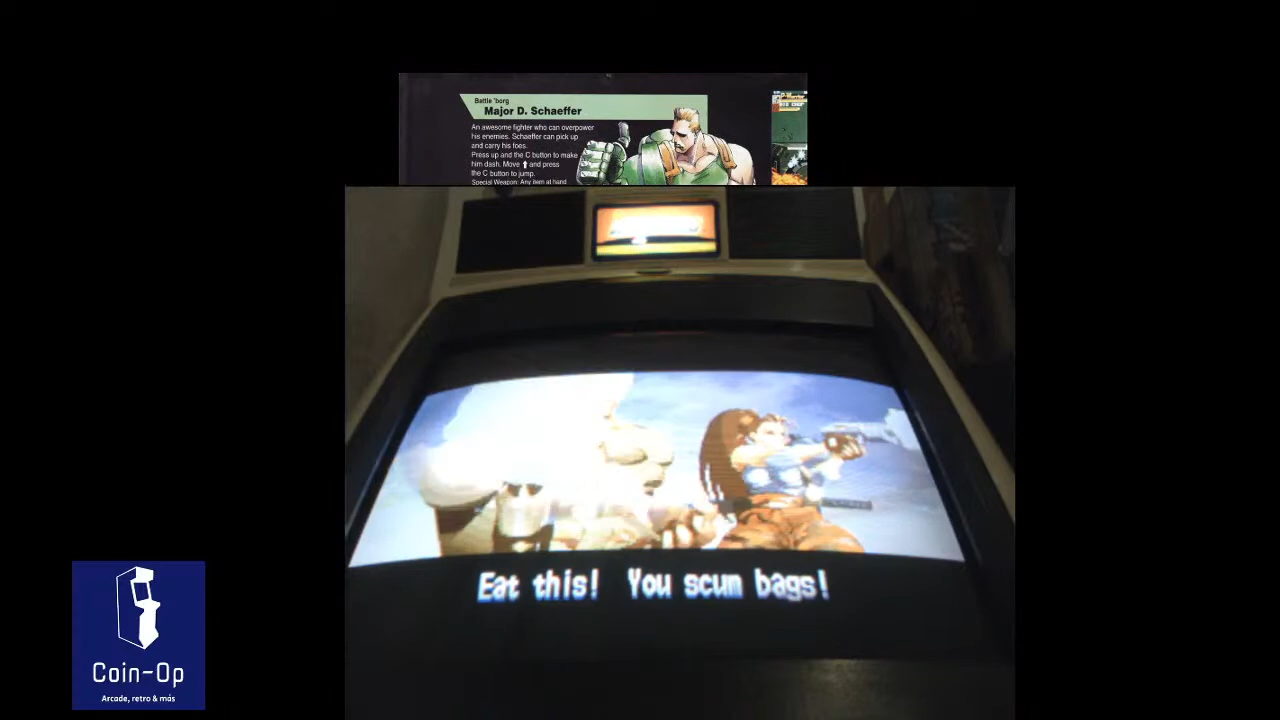 Battle 'borg
Major D. Schaeffer
An awesome fighter who can overpower
his enemies. Schaeffer can pick up
and carry his foes.
Press up and the C button to make
him dash. Move ⬆ and press
the C button to jump.
Special Weapon: Any item at hand
Eat this! You scum bags!
Coin-Op
Arcade, retro & más